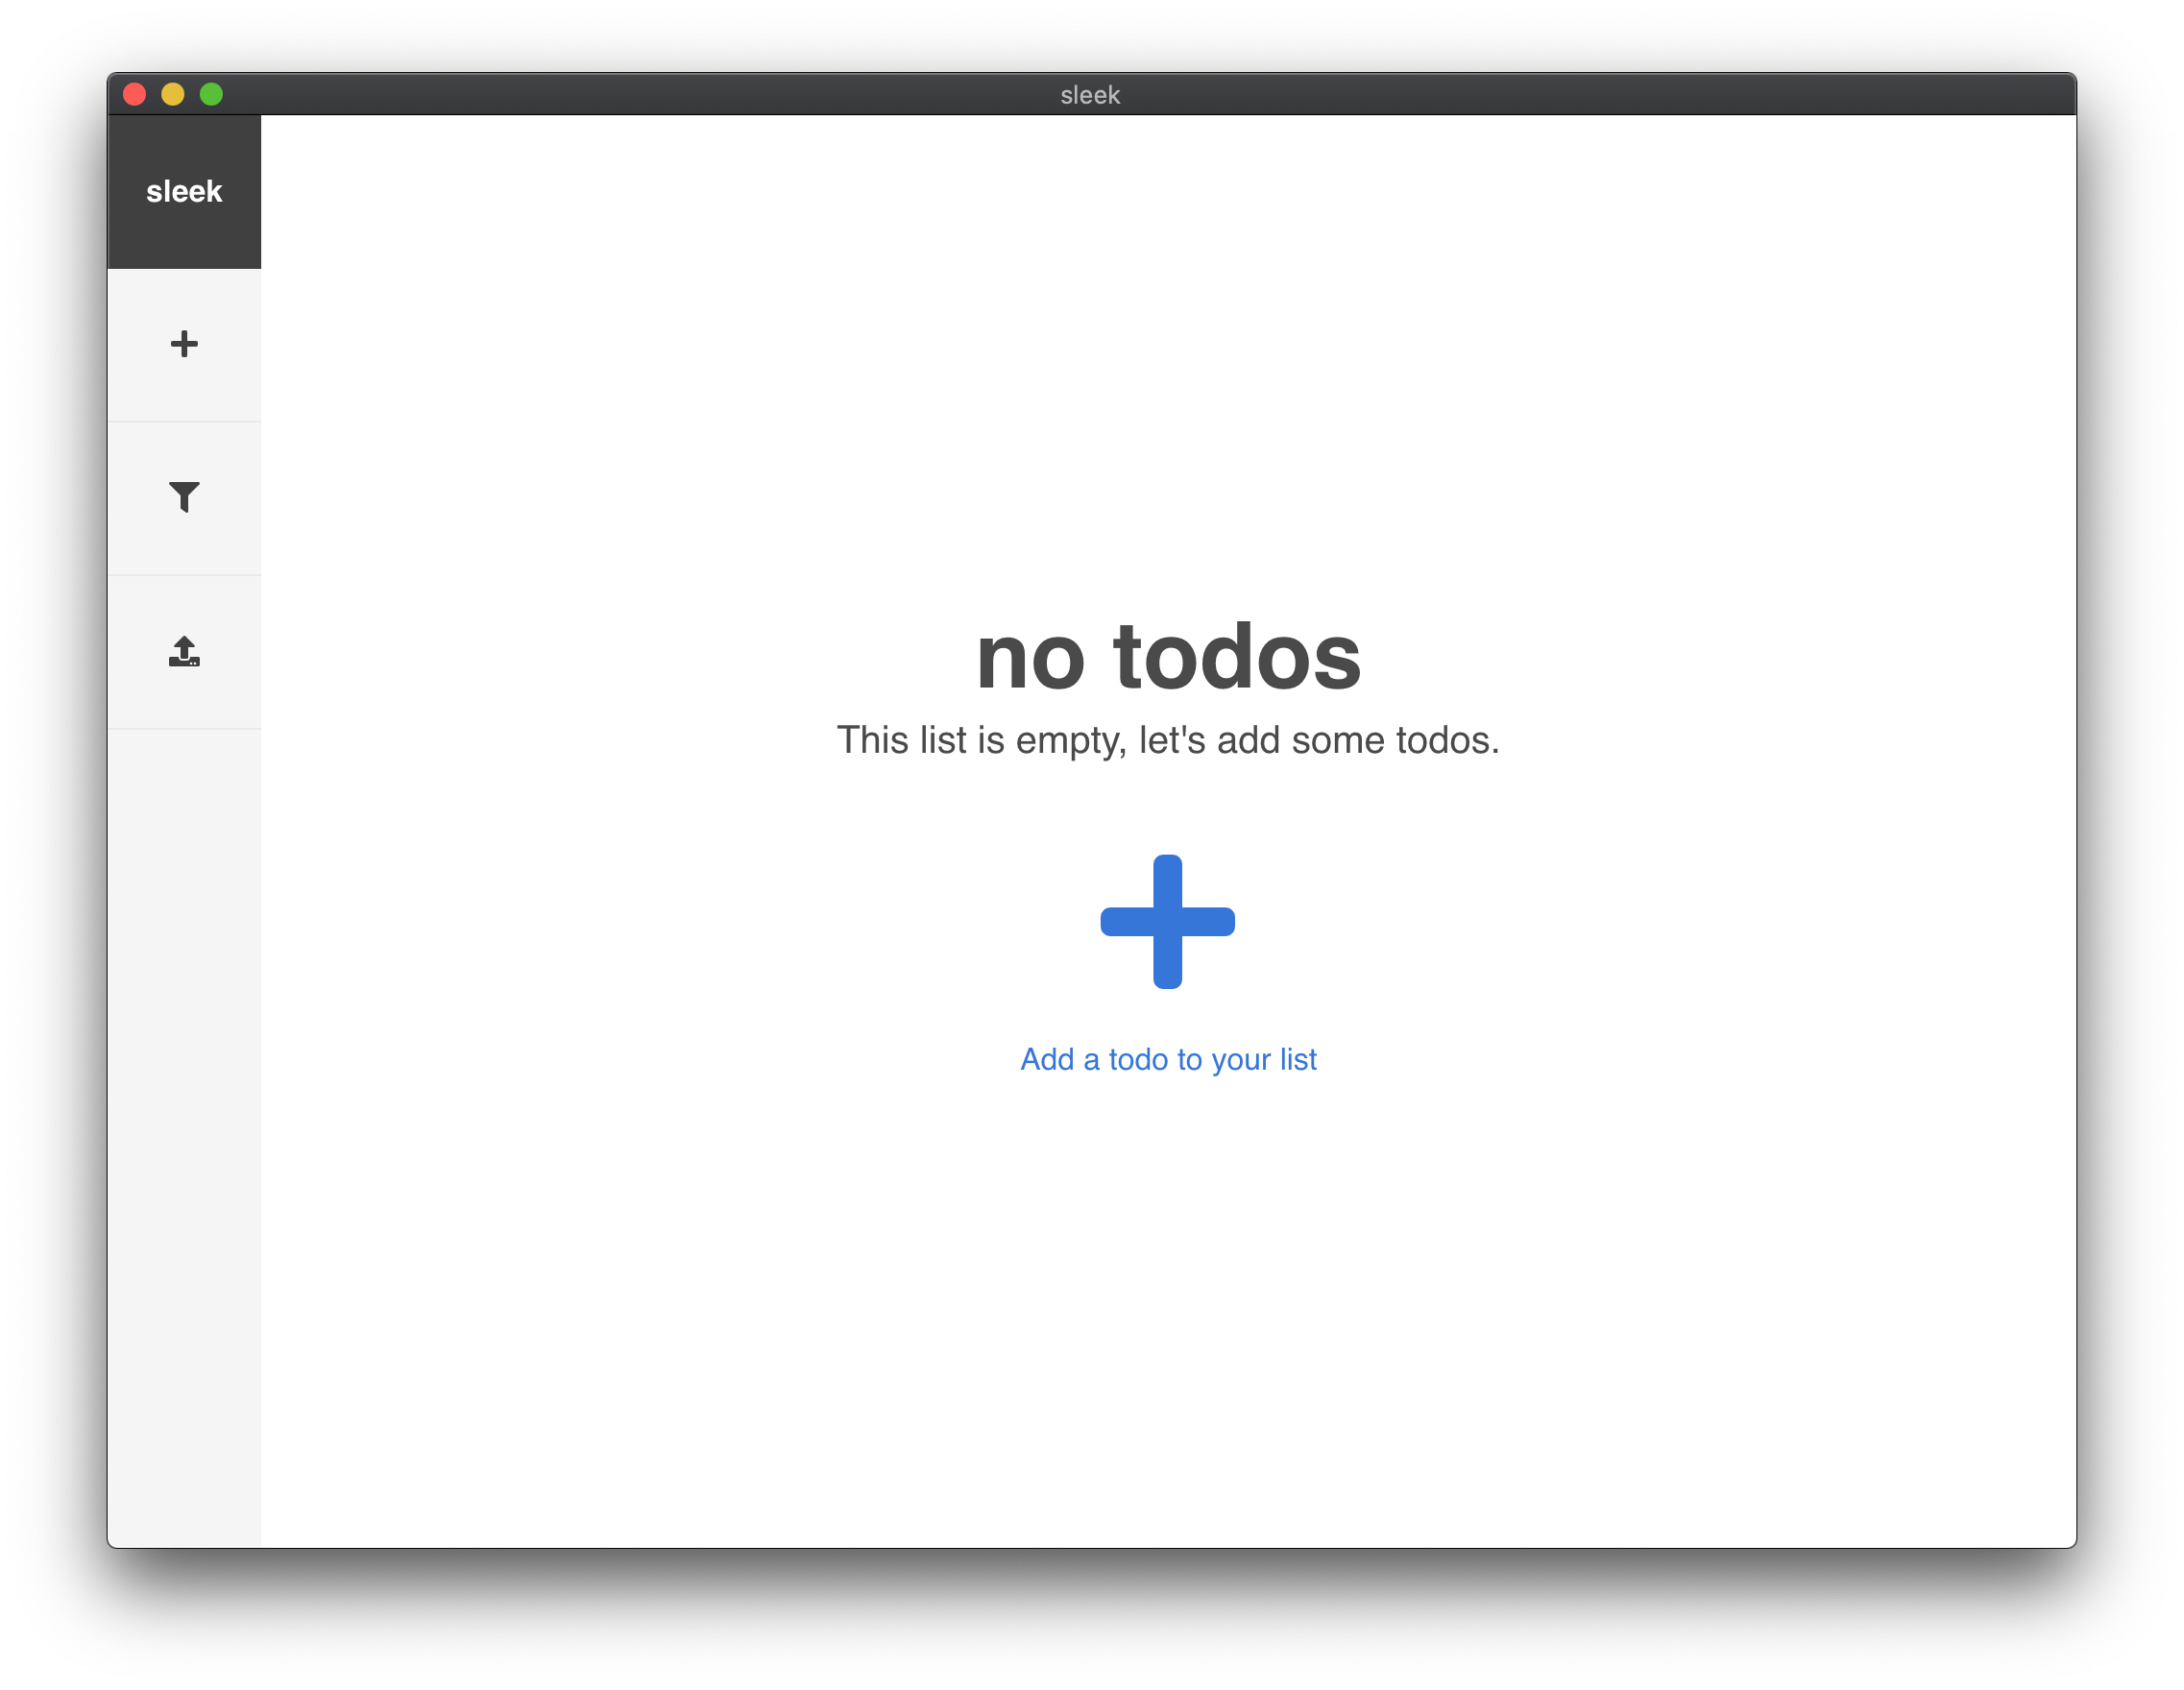 sleek
sleek
no todos
This list is empty, let's add some todos.
Add a todo to your list